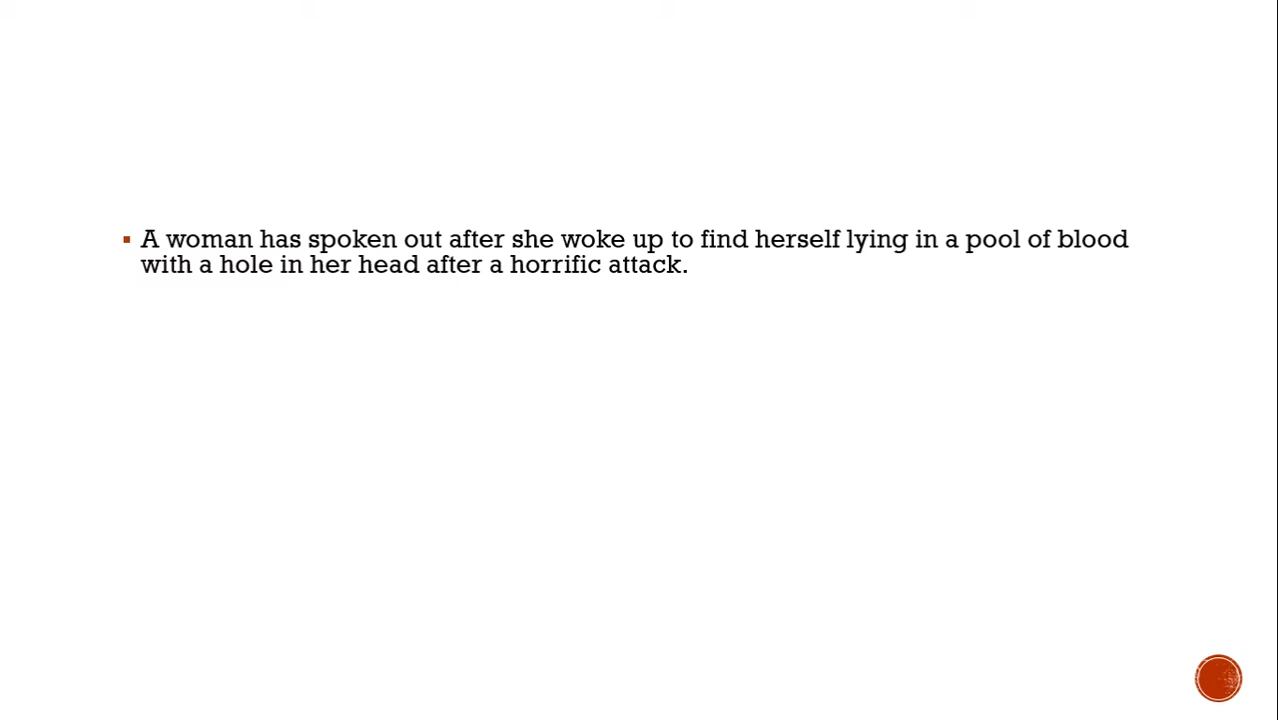 A woman has spoken out after she woke up to find herself lying in a pool of blood
with a hole in her head after a horrific attack.